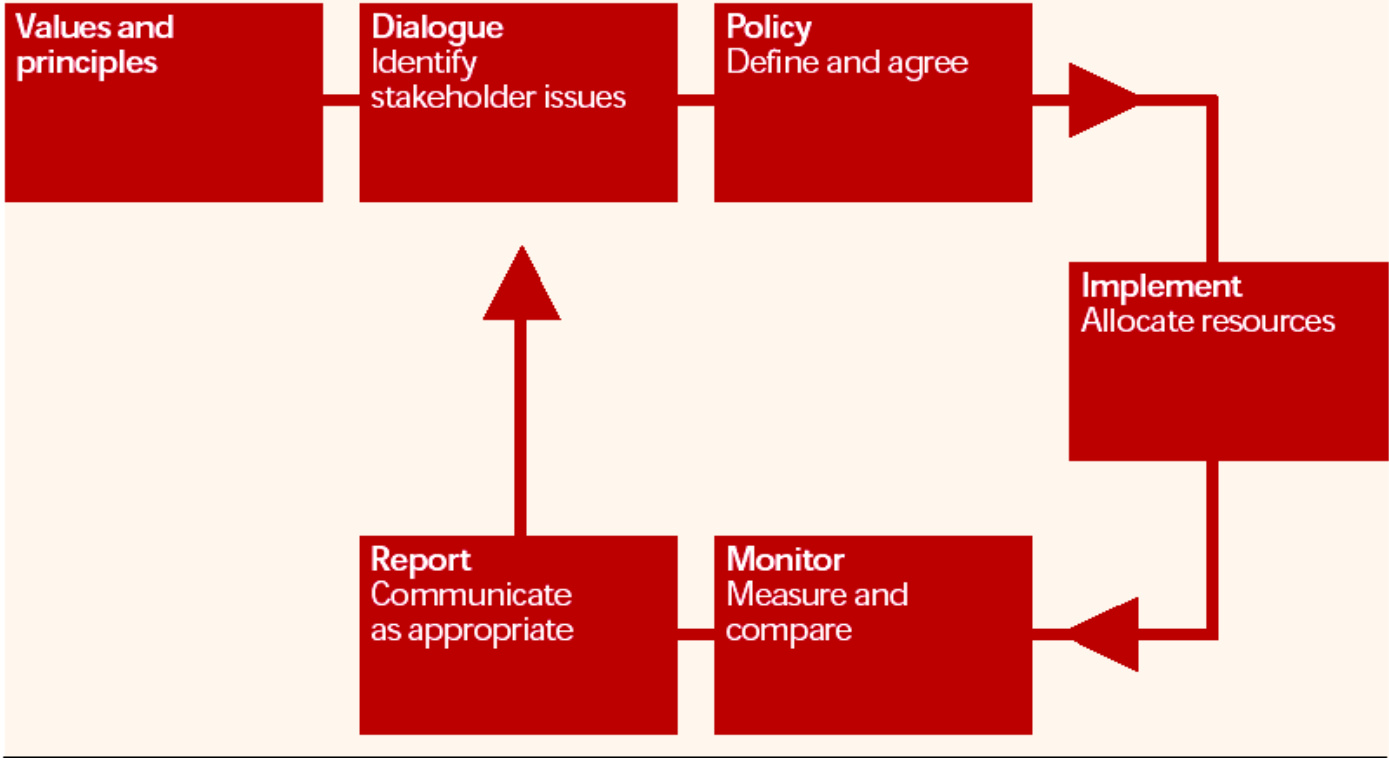 Values and
principles
Dialogue
Identify
stakeholder issues
Policy
Define and agree
Implement
Allocate resources
Report
Communicate
as appropriate
Monitor
Measure and
compare